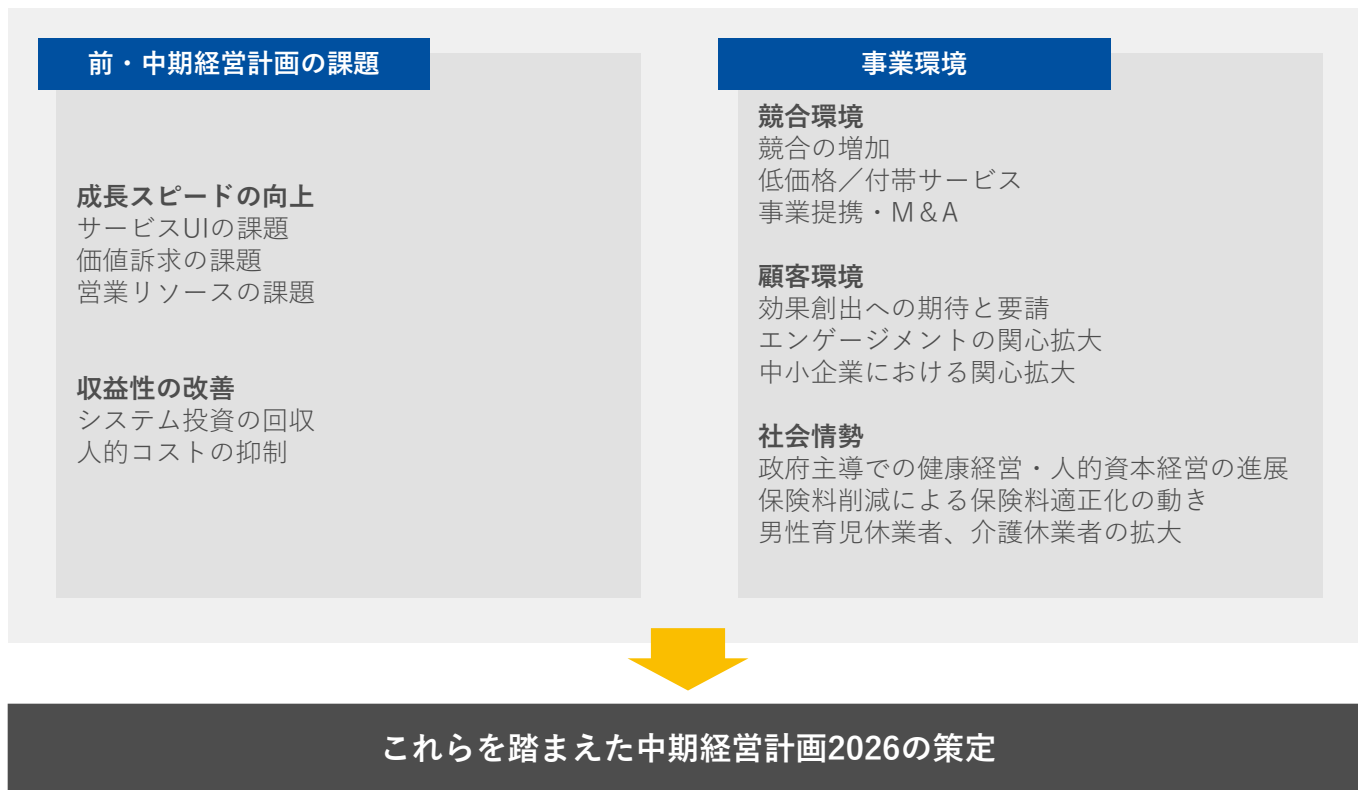 前・中期経営計画の課題
成長スピードの向上
サービスUIの課題
価値訴求の課題
営業リソースの課題
収益性の改善
システム投資の回収
人的コストの抑制
事業環境
競合環境
競合の増加
低価格／付帯サービス
事業提携・M＆A
顧客環境
効果創出への期待と要請
エンゲージメントの関心拡大
中小企業における関心拡大
社会情勢
政府主導での健康経営・人的資本経営の進展
保険料削減による保険料適正化の動き
男性育児休業者、介護休業者の拡大
これらを踏まえた中期経営計画2026の策定